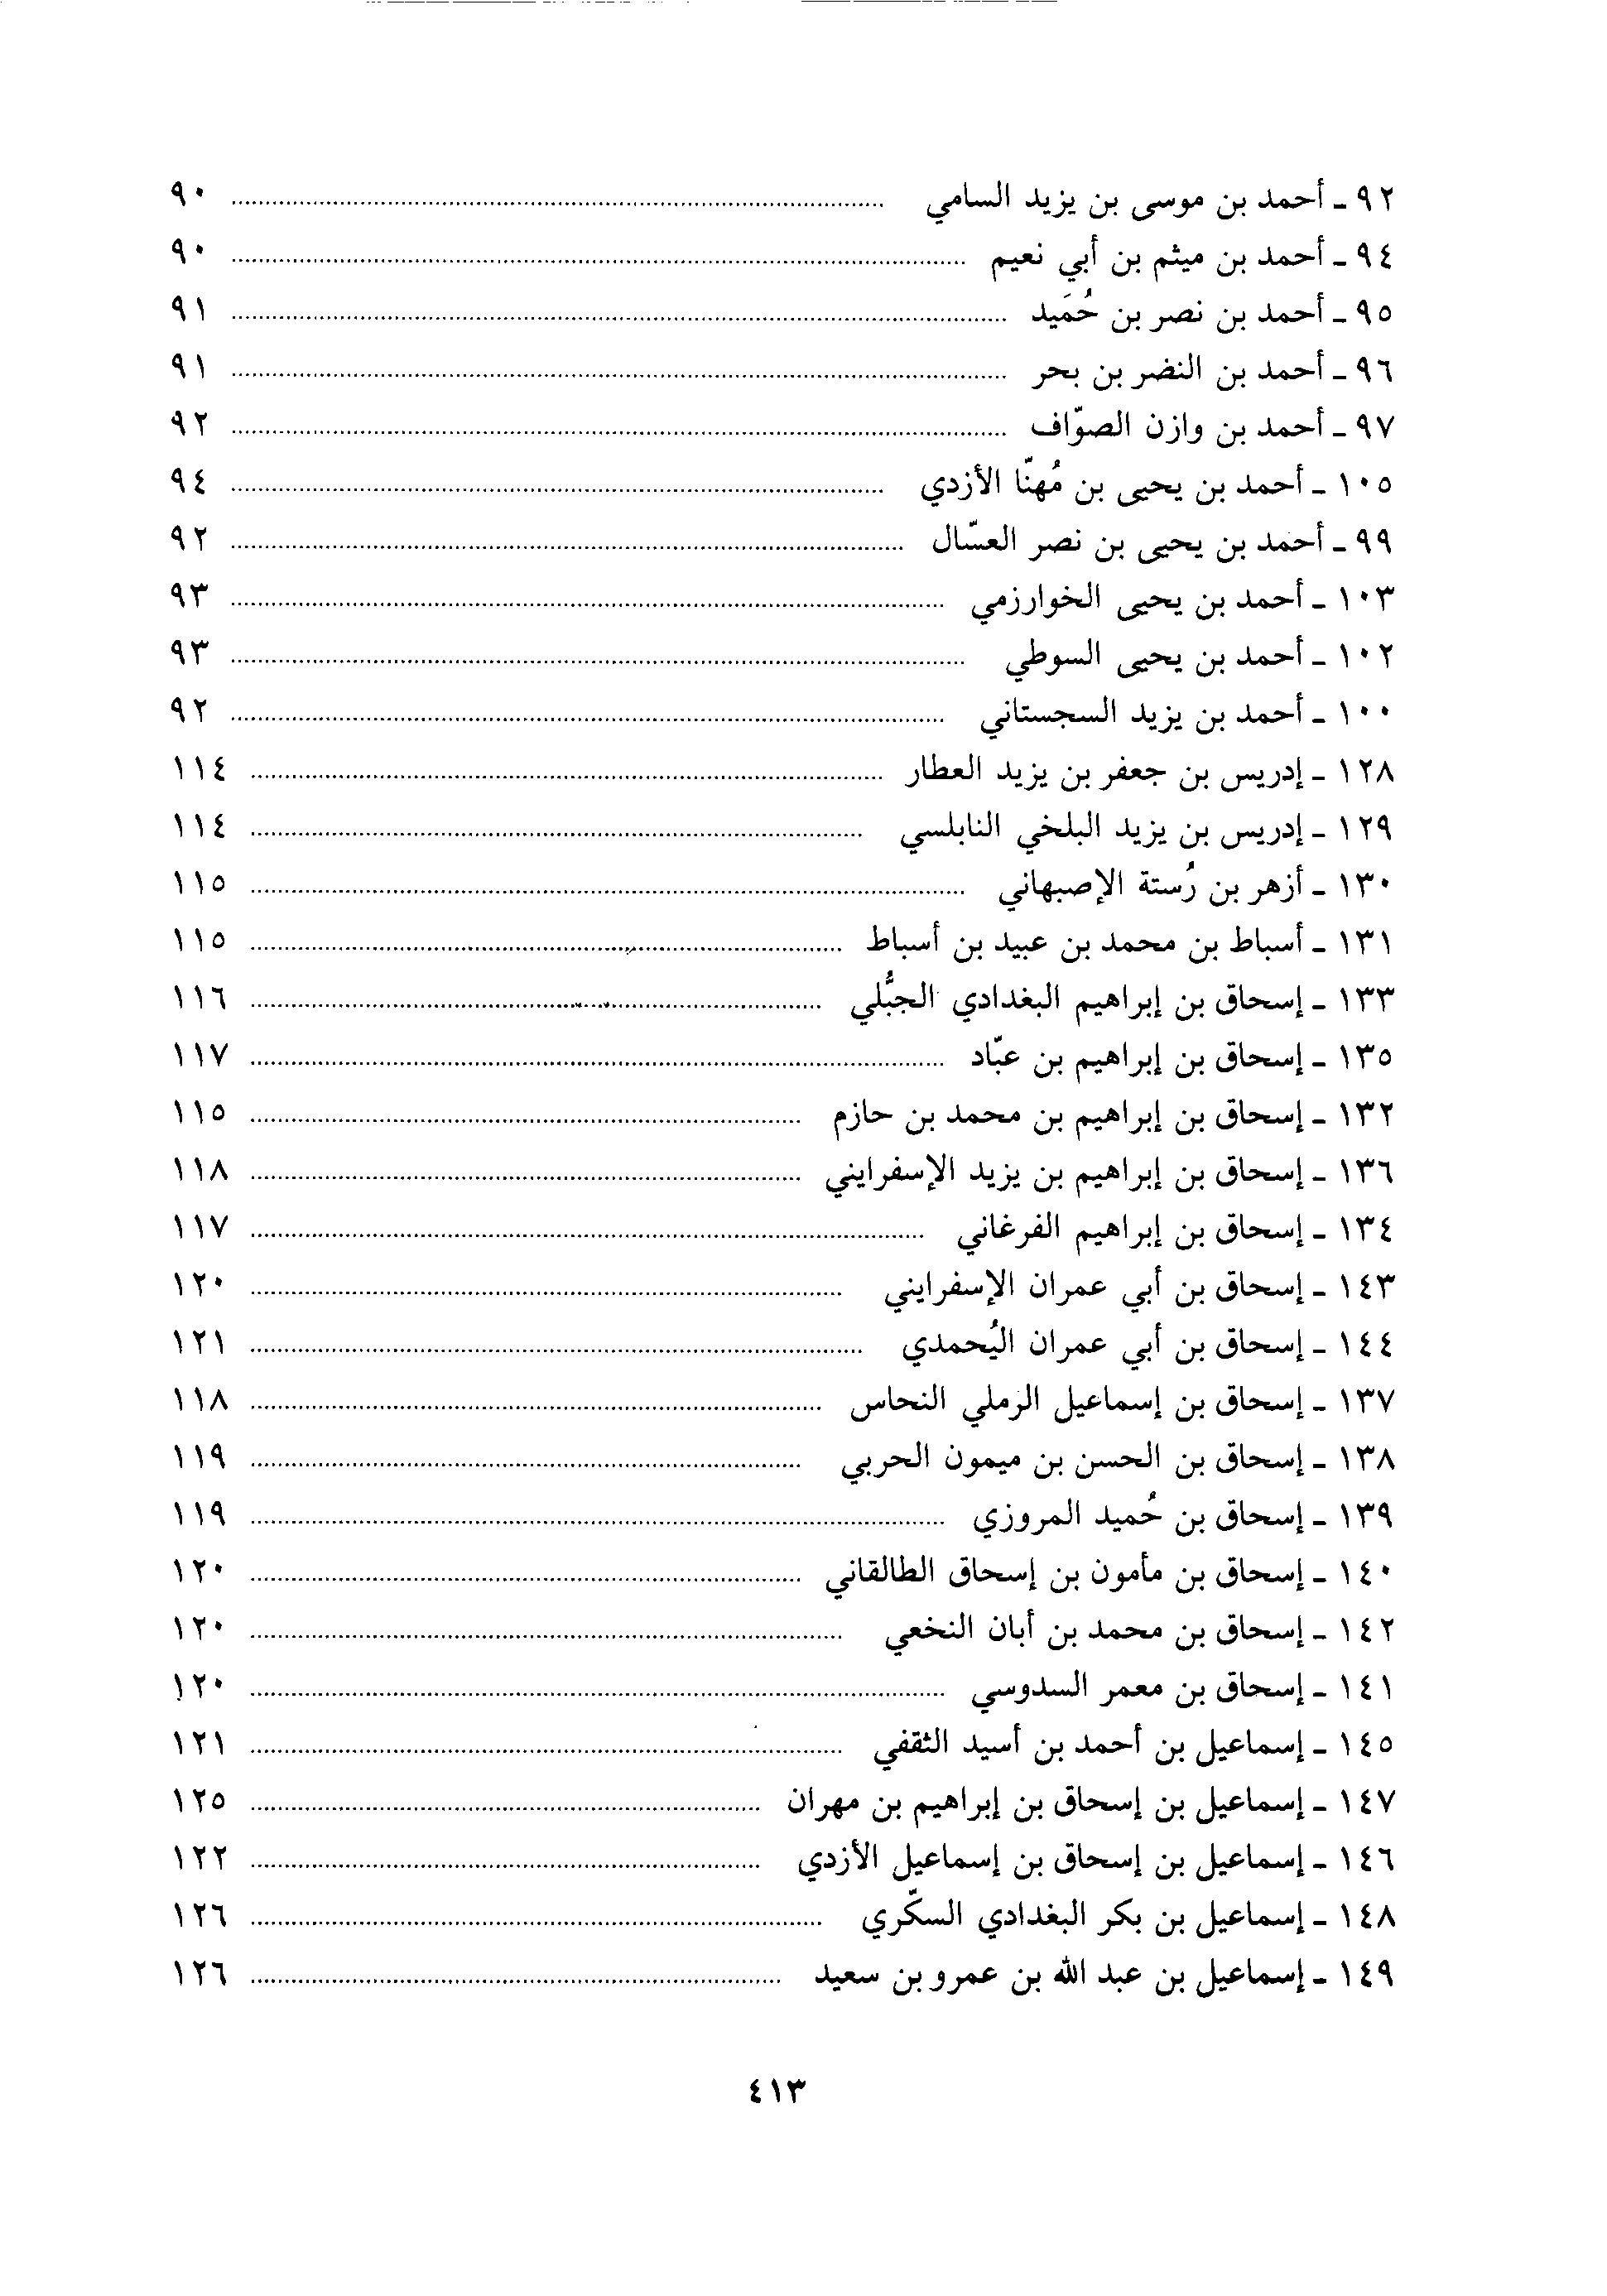 ٩٢ ـ أحمد بن موسى بن يزيد السامي ........ ٩٠
٩٤ ـ أحمد بن ميثم بن أبي نعيم ........ ٩٠
٩٥ ـ أحمد بن نصر بن حُمَيد ........ ٩١
٩٦ ـ أحمد بن النضر بن بحر ........ ٩١
٩٧ ـ أحمد بن وازن الصوّاف ........ ٩٢
١٠٥ ـ أحمد بن يحيى بن مُهنّا الأزدي ........ ٩٤
٩٩ ـ أحمد بن يحيى بن نصر العسّال ........ ٩٢
١٠٣ ـ أحمد بن يحيى الخوارزمي ........ ٩٣
١٠٢ ـ أحمد بن يحيى السوطي ........ ٩٣
١٠٠ ـ أحمد بن يزيد السجستاني ........ ٩٢
١٢٨ ـ إدريس بن جعفر بن يزيد العطار ........ ١١٤
١٢٩ ـ إدريس بن يزيد البلخي النابلسي ........ ١١٤
١٣٠ ـ أزهر بن رُستة الإصبهاني ........ ١١٥
١٣١ ـ أسباط بن محمد بن عبيد بن أسباط ........ ١١٥
١٣٣ ـ إسحاق بن إبراهيم البغدادي الجبُّلي ........ ١١٦
١٣٥ ـ إسحاق بن إبراهيم بن عبّاد ........ ١١٧
١٣٢ ـ إسحاق بن إبراهيم بن محمد بن حازم ........ ١١٥
١٣٦ ـ إسحاق بن إبراهيم بن يزيد الإسفرايني ........ ١١٨
١٣٤ ـ إسحاق بن إبراهيم الفرغاني ........ ١١٧
١٤٣ ـ إسحاق بن أبي عمران الإسفرايني ........ ١٢٠
١٤٤ ـ إسحاق بن أبي عمران اليُحمدي ........ ١٢١
١٣٧ ـ إسحاق بن إسماعيل الرملي النحاس ........ ١١٨
١٣٨ ـ إسحاق بن الحسن بن ميمون الحربي ........ ١١٩
١٣٩ ـ إسحاق بن حُميد المروزي ........ ١١٩
١٤٠ ـ إسحاق بن مأمون بن إسحاق الطالقاني ........ ١٢٠
١٤٢ ـ إسحاق بن محمد بن أبان النخعي ........ ١٢٠
١٤١ ـ إسحاق بن معمر السدوسي ........ ١٢٠
١٤٥ ـ إسماعيل بن أحمد بن أسيد الثقفي ........ ١٢١
١٤٧ ـ إسماعيل بن إسحاق بن إبراهيم بن مهران ........ ١٢٥
١٤٦ ـ إسماعيل بن إسحاق بن إسماعيل الأزدي ........ ١٢٢
١٤٨ ـ إسماعيل بن بكر البغدادي السكّري ........ ١٢٦
١٤٩ ـ إسماعيل بن عبد الله بن عمرو بن سعيد ........ ١٢٦
٤١٣